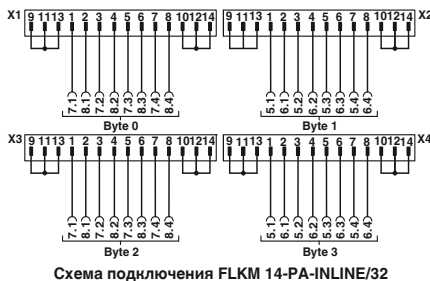 X1 9 11 13 1 2 3 4 5 6 7 8 10 12 14
9 11 13 1 2 3 4 5 6 7 8 10 12 14 X2
7.1 8.1 7.2 8.2 7.3 8.3 7.4 8.4
5.1 6.1 5.2 6.2 5.3 6.3 5.4 6.4
Byte 0
Byte 1
X3 9 11 13 1 2 3 4 5 6 7 8 10 12 14
9 11 13 1 2 3 4 5 6 7 8 10 12 14 X4
7.1 8.1 7.2 8.2 7.3 8.3 7.4 8.4
5.1 6.1 5.2 6.2 5.3 6.3 5.4 6.4
Byte 2
Byte 3
Схема подключения FLKM 14-PA-INLINE/32